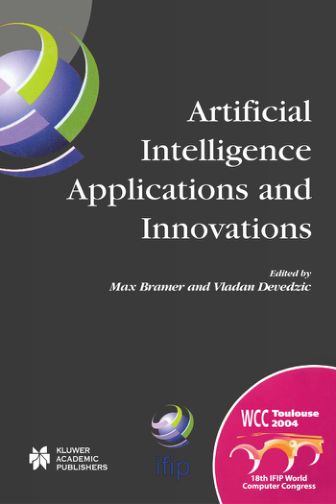 Artificial
Intelligence
Applications and
Innovations
Edited by
Max Bramer and Vladan Devedzic
WCC Toulouse
2004
18th IFIP World
Computer Congress
KLUWER
ACADEMIC
PUBLISHERS
ifip